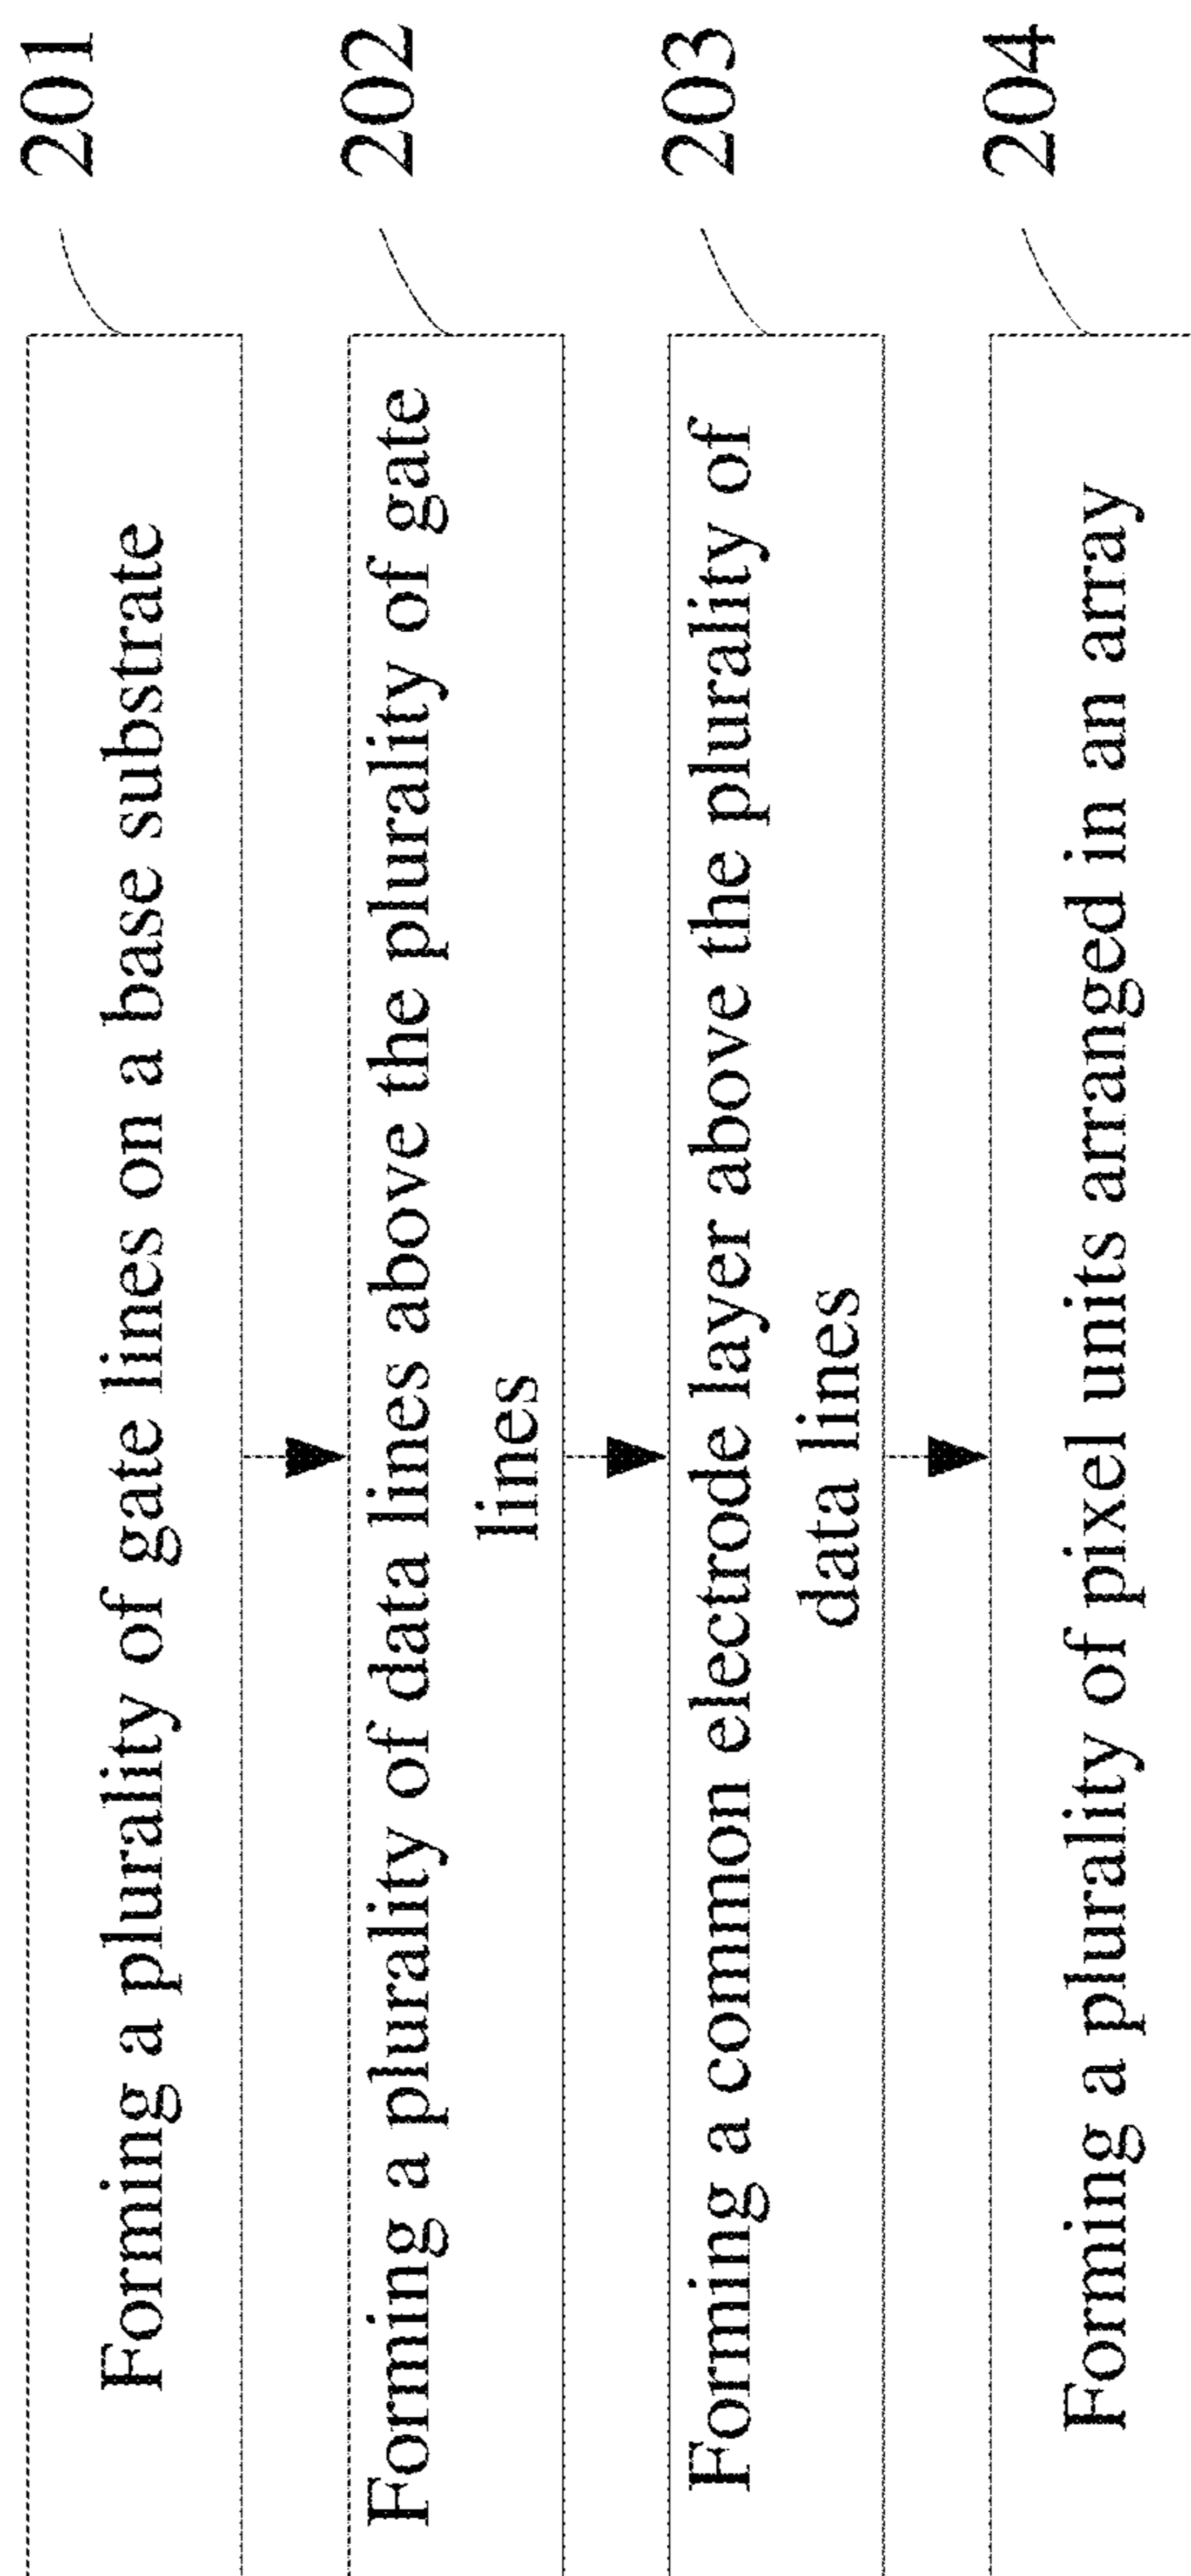 Forming a plurality of gate lines on a base substrate
201
Forming a plurality of data lines above the plurality of gate
lines
202
Forming a common electrode layer above the plurality of
data lines
203
Forming a plurality of pixel units arranged in an array
204